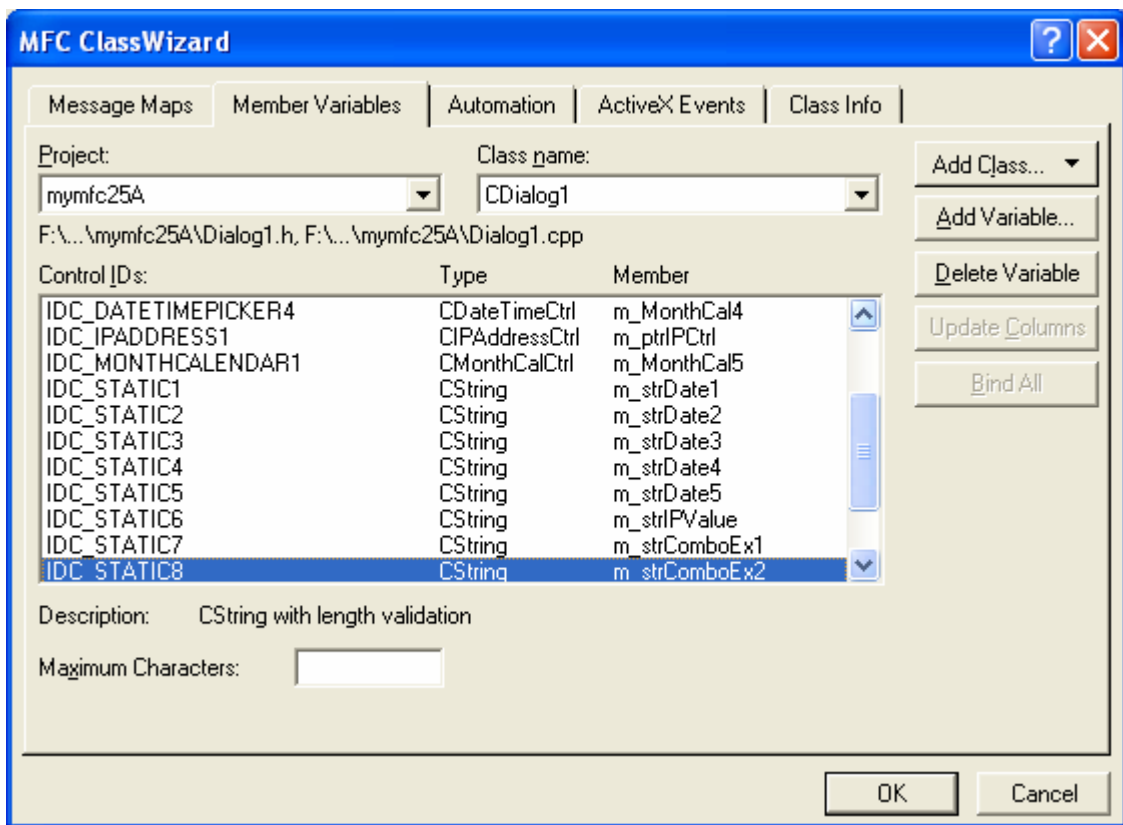 MFC ClassWizard
Message Maps Member Variables Automation ActiveX Events Class Info
Project: Class name:
Add Class...
mymfc25A CDialog1
Add Variable...
F:\...\mymfc25A\Dialog1.h, F:\...\mymfc25A\Dialog1.cpp
Control IDs: Type Member
Delete Variable
IDC_DATETIMEPICKER4 CDateTimeCtrl m_MonthCal4
IDC_IPADDRESS1 CIPAddressCtrl m_ptrIPCtrl
Update Columns
IDC_MONTHCALENDAR1 CMonthCalCtrl m_MonthCal5
IDC_STATIC1 CString m_strDate1
Bind All
IDC_STATIC2 CString m_strDate2
IDC_STATIC3 CString m_strDate3
IDC_STATIC4 CString m_strDate4
IDC_STATIC5 CString m_strDate5
IDC_STATIC6 CString m_strIPValue
IDC_STATIC7 CString m_strComboEx1
IDC_STATIC8 CString m_strComboEx2
Description: CString with length validation
Maximum Characters:
OK Cancel